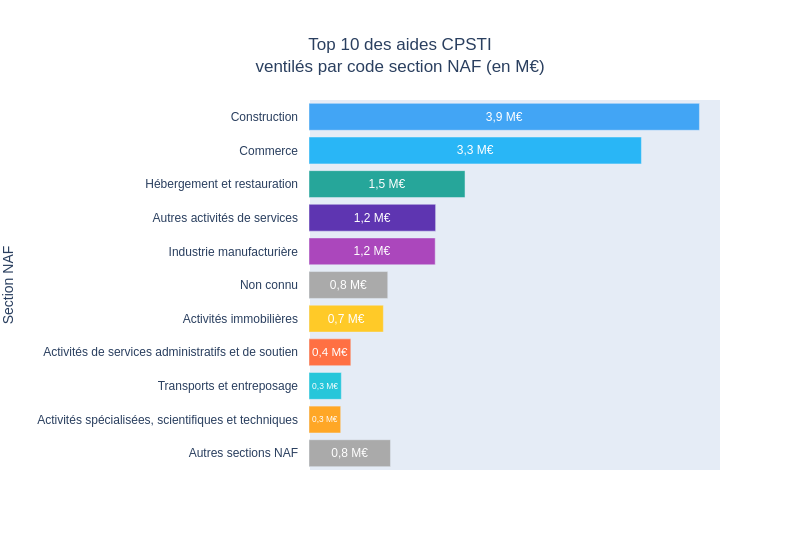 Top 10 des aides CPSTI
ventilés par code section NAF (en M€)
Section NAF
Construction 3,9 M€
Commerce 3,3 M€
Hébergement et restauration 1,5 M€
Autres activités de services 1,2 M€
Industrie manufacturière 1,2 M€
Non connu 0,8 M€
Activités immobilières 0,7 M€
Activités de services administratifs et de soutien 0,4 M€
Transports et entreposage 0,3 M€
Activités spécialisées, scientifiques et techniques 0,3 M€
Autres sections NAF 0,8 M€